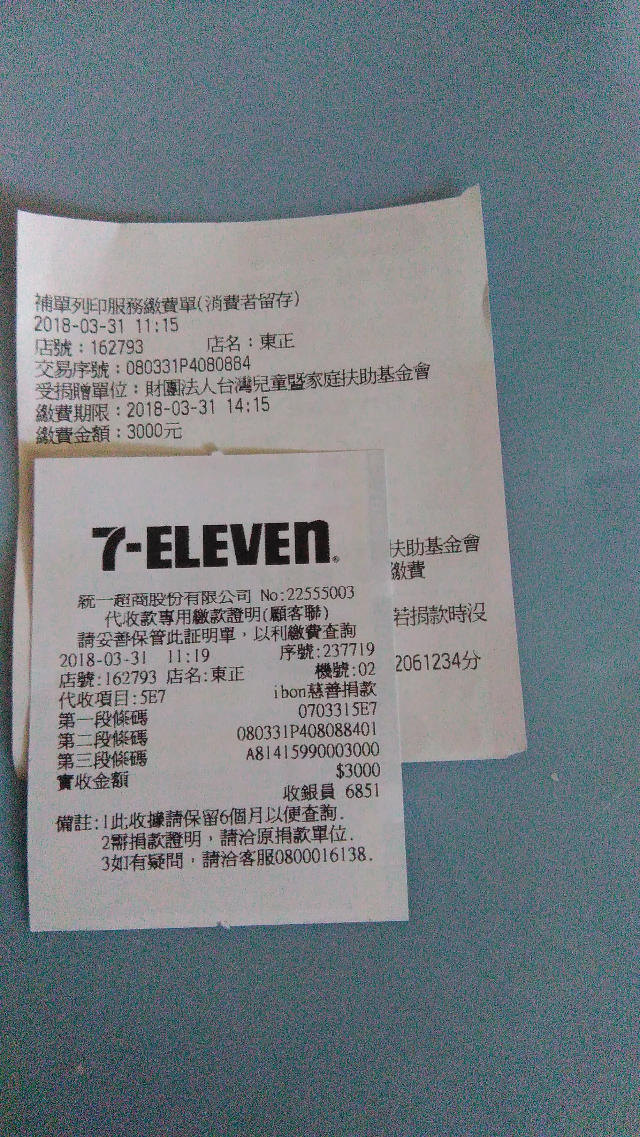 補單列印服務繳費單(消費者留存)
2018-03-31 11:15
店號：162793 店名：東正
交易序號：080331P4080884
受捐贈單位：財團法人台灣兒童暨家庭扶助基金會
繳費期限：2018-03-31 14:15
繳費金額：3000元
扶助基金會
繳費
若捐款時沒
2061234分
7-ELEVEn
統一超商股份有限公司 No:22555003
代收款專用繳款證明(顧客聯)
請妥善保管此証明單，以利繳費查詢
2018-03-31 11:19 序號:237719
店號:162793 店名:東正 機號:02
代收項目:5E7 ibon慈善捐款
第一段條碼 0703315E7
第二段條碼 080331P408088401
第三段條碼 A81415990003000
實收金額 $3000
收銀員 6851
備註:1此收據請保留6個月以便查詢.
2需捐款證明，請洽原捐款單位.
3如有疑問，請洽客服0800016138.